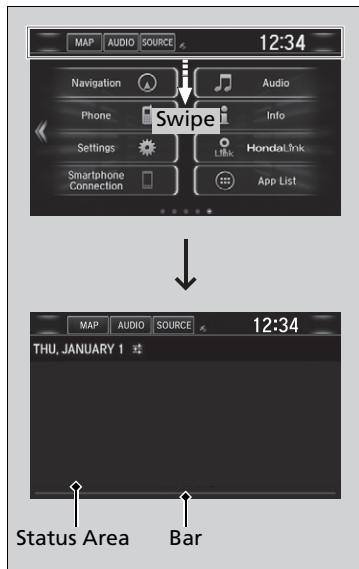 MAP AUDIO SOURCE 12:34
Navigation Audio
Phone Info
Swipe
Settings Link HondaLink
Smartphone
Connection App List
MAP AUDIO SOURCE 12:34
THU, JANUARY 1
Status Area Bar